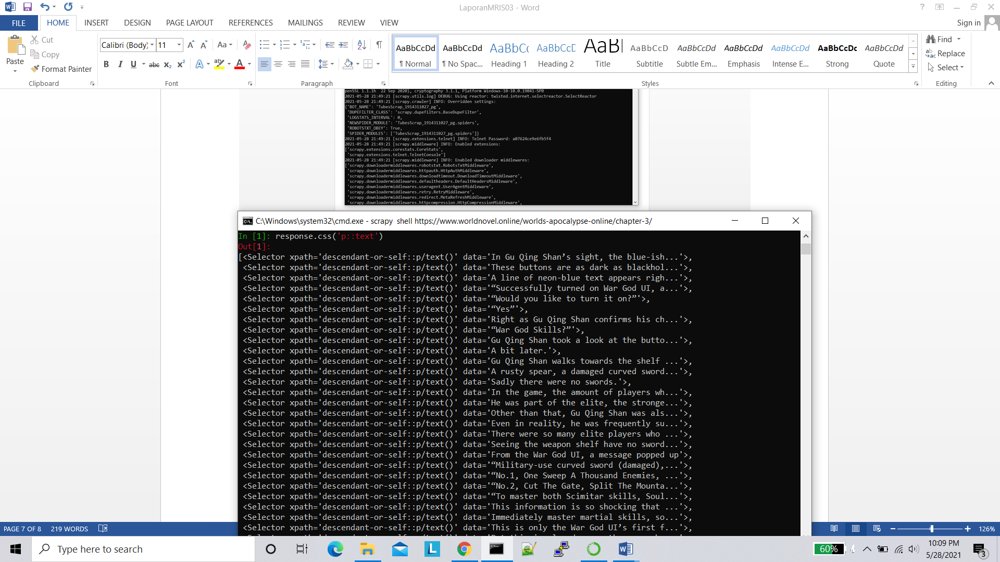 LaporanMRIS03 - Word
FILE HOME INSERT DESIGN PAGE LAYOUT REFERENCES MAILINGS REVIEW VIEW
Sign in
Paste
Cut
Copy
Format Painter
Clipboard
Calibri (Body) 11
Font
Paragraph
AaBbCcDd AaBbCcDd AaBbCc AaBbCcD AaB AaBbCcD AaBbCcDd AaBbCcDd AaBbCcDd AaBbCcDc AaBbCcDd
¶ Normal ¶ No Spac... Heading 1 Heading 2 Title Subtitle Subtle Em... Emphasis Intense E... Strong Quote
Styles
Find
Replace
Select
Editing
penSSL 1.1.1h  22 Sep 2020), cryptography 3.1.1, Platform Windows-10-10.0.19041-SP0
2021-05-28 21:49:21 [scrapy.utils.log] DEBUG: Using reactor: twisted.internet.selectreactor.SelectReactor
2021-05-28 21:49:21 [scrapy.crawler] INFO: Overridden settings:
{'BOT_NAME': 'TubesScrap_1914311027_pg',
'DUPEFILTER_CLASS': 'scrapy.dupefilters.BaseDupeFilter',
'LOGSTATS_INTERVAL': 0,
'NEWSPIDER_MODULE': 'TubesScrap_1914311027_pg.spiders',
'ROBOTSTXT_OBEY': True,
'SPIDER_MODULES': ['TubesScrap_1914311027_pg.spiders']}
2021-05-28 21:49:21 [scrapy.extensions.telnet] INFO: Telnet Password: a07624ce9e6fb5f4
2021-05-28 21:49:21 [scrapy.middleware] INFO: Enabled extensions:
['scrapy.extensions.corestats.CoreStats',
'scrapy.extensions.telnet.TelnetConsole']
2021-05-28 21:49:21 [scrapy.middleware] INFO: Enabled downloader middlewares:
['scrapy.downloadermiddlewares.robotstxt.RobotsTxtMiddleware',
'scrapy.downloadermiddlewares.httpauth.HttpAuthMiddleware',
'scrapy.downloadermiddlewares.downloadtimeout.DownloadTimeoutMiddleware',
'scrapy.downloadermiddlewares.defaultheaders.DefaultHeadersMiddleware',
'scrapy.downloadermiddlewares.useragent.UserAgentMiddleware',
'scrapy.downloadermiddlewares.retry.RetryMiddleware',
'scrapy.downloadermiddlewares.redirect.MetaRefreshMiddleware',
'scrapy.downloadermiddlewares.httpcompression.HttpCompressionMiddleware',
C:\Windows\system32\cmd.exe - scrapy  shell https://www.worldnovel.online/worlds-apocalypse-online/chapter-3/
In [1]: response.css('p::text')
Out[1]:
[<Selector xpath='descendant-or-self::p/text()' data='In Gu Qing Shan’s sight, the blue-ish...'>,
<Selector xpath='descendant-or-self::p/text()' data='These buttons are as dark as blackhol...'>,
<Selector xpath='descendant-or-self::p/text()' data='A line of neon-blue text appears righ...'>,
<Selector xpath='descendant-or-self::p/text()' data='“Successfully turned on War God UI, a...'>,
<Selector xpath='descendant-or-self::p/text()' data='“Would you like to turn it on?”'>,
<Selector xpath='descendant-or-self::p/text()' data='“Yes”'>,
<Selector xpath='descendant-or-self::p/text()' data='Right as Gu Qing Shan confirms his ch...'>,
<Selector xpath='descendant-or-self::p/text()' data='“War God Skills?”'>,
<Selector xpath='descendant-or-self::p/text()' data='Gu Qing Shan took a look at the butto...'>,
<Selector xpath='descendant-or-self::p/text()' data='A bit later.'>,
<Selector xpath='descendant-or-self::p/text()' data='Gu Qing Shan walks towards the shelf ...'>,
<Selector xpath='descendant-or-self::p/text()' data='A rusty spear, a damaged curved sword...'>,
<Selector xpath='descendant-or-self::p/text()' data='Sadly there were no swords.'>,
<Selector xpath='descendant-or-self::p/text()' data='In the game, the amount of players wh...'>,
<Selector xpath='descendant-or-self::p/text()' data='He was part of the elite, the stronge...'>,
<Selector xpath='descendant-or-self::p/text()' data='Other than that, Gu Qing Shan was als...'>,
<Selector xpath='descendant-or-self::p/text()' data='Even in reality, he was frequently su...'>,
<Selector xpath='descendant-or-self::p/text()' data='There were so many elite players who ...'>,
<Selector xpath='descendant-or-self::p/text()' data='Seeing the weapon shelf have no sword...'>,
<Selector xpath='descendant-or-self::p/text()' data='From the War God UI, a message popped up'>,
<Selector xpath='descendant-or-self::p/text()' data='“Military-use curved sword (damaged),...'>,
<Selector xpath='descendant-or-self::p/text()' data='“No.1, One Sweep A Thousand Enemies, ...'>,
<Selector xpath='descendant-or-self::p/text()' data='“No.2, Cut The Gate, Split The Mounta...'>,
<Selector xpath='descendant-or-self::p/text()' data='“To master both Scimitar skills, Soul...'>,
<Selector xpath='descendant-or-self::p/text()' data='This information is so shocking that ...'>,
<Selector xpath='descendant-or-self::p/text()' data='Immediately master martial skills, so...'>,
<Selector xpath='descendant-or-self::p/text()' data='This is only the War God UI’s first f...'>,
PAGE 7 OF 8 219 WORDS
126%
Type here to search
60%
10:09 PM
5/28/2021
3